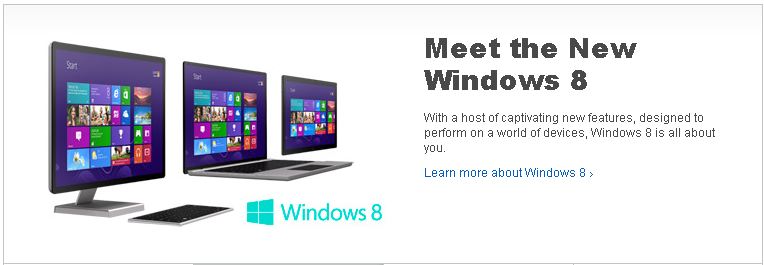 Meet the New
Windows 8
With a host of captivating new features, designed to
perform on a world of devices, Windows 8 is all about
you.
Learn more about Windows 8 ›
Start
Start
Start
Windows 8